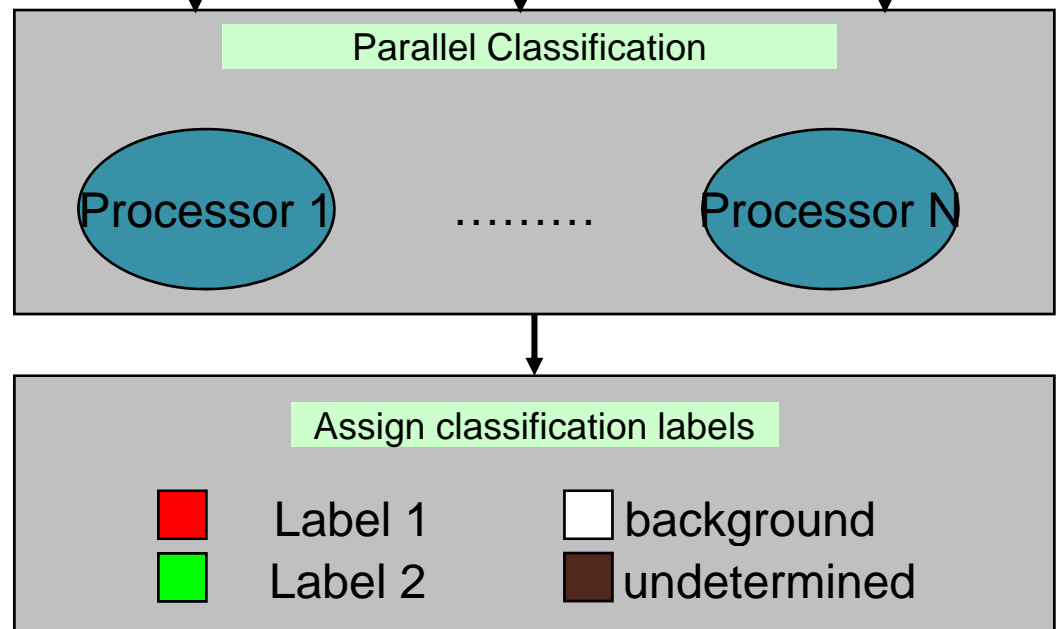 Parallel Classification
Processor 1 ......... Processor N
Assign classification labels
Label 1 background
Label 2 undetermined